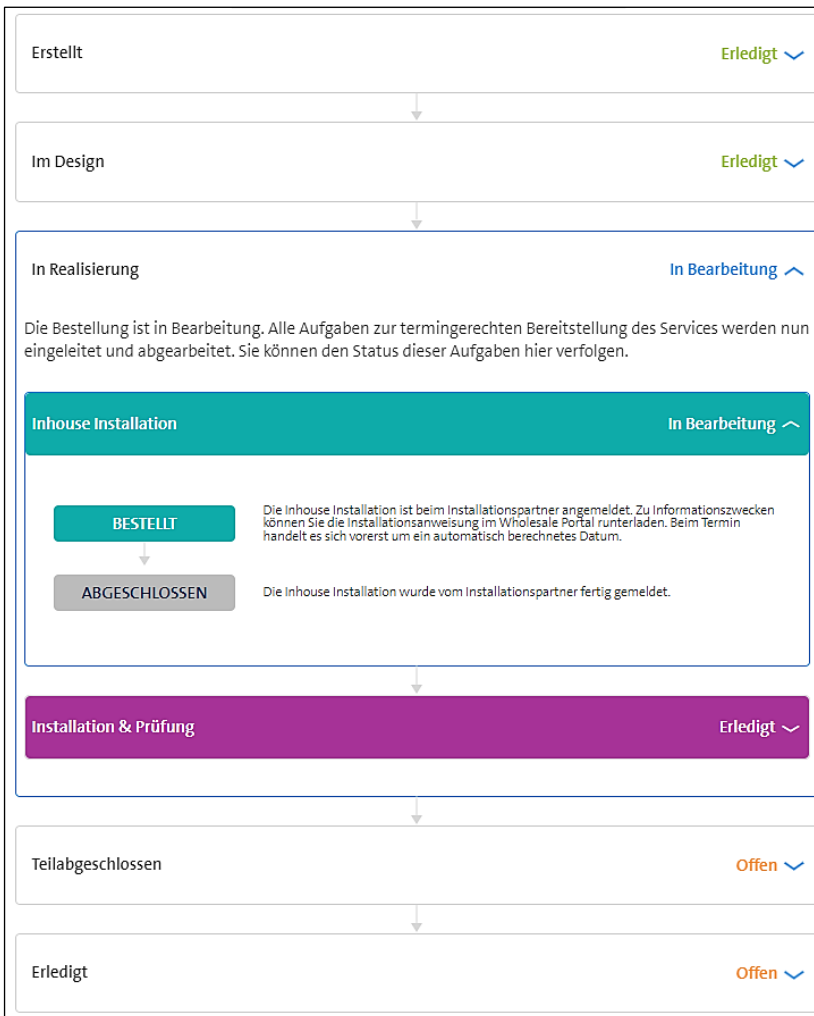 Erstellt Erledigt
Im Design Erledigt
In Realisierung In Bearbeitung
Die Bestellung ist in Bearbeitung. Alle Aufgaben zur termingerechten Bereitstellung des Services werden nun
eingeleitet und abgearbeitet. Sie können den Status dieser Aufgaben hier verfolgen.
Inhouse Installation In Bearbeitung
BESTELLT
Die Inhouse Installation ist beim Installationspartner angemeldet. Zu Informationszwecken
können Sie die Installationsanweisung im Wholesale Portal runterladen. Beim Termin
handelt es sich vorerst um ein automatisch berechnetes Datum.
ABGESCHLOSSEN
Die Inhouse Installation wurde vom Installationspartner fertig gemeldet.
Installation & Prüfung Erledigt
Teilabgeschlossen Offen
Erledigt Offen